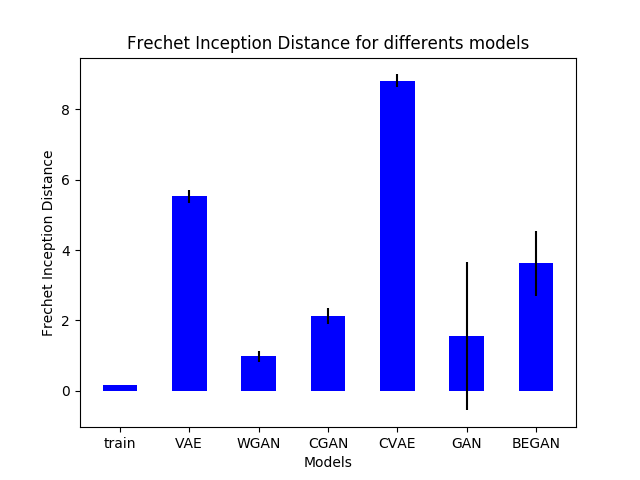 Frechet Inception Distance for differents models
Frechet Inception Distance
8
6
4
2
0
train VAE WGAN CGAN CVAE GAN BEGAN
Models